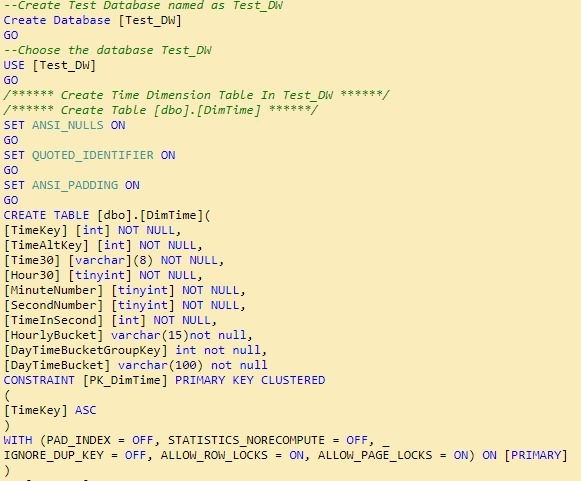 --Create Test Database named as Test_DW
Create Database [Test_DW]
GO
--Choose the database Test_DW
USE [Test_DW]
GO
/****** Create Time Dimension Table In Test_DW ******/
/****** Create Table [dbo].[DimTime] ******/
SET ANSI_NULLS ON
GO
SET QUOTED_IDENTIFIER ON
GO
SET ANSI_PADDING ON
GO
CREATE TABLE [dbo].[DimTime](
[TimeKey] [int] NOT NULL,
[TimeAltKey] [int] NOT NULL,
[Time30] [varchar](8) NOT NULL,
[Hour30] [tinyint] NOT NULL,
[MinuteNumber] [tinyint] NOT NULL,
[SecondNumber] [tinyint] NOT NULL,
[TimeInSecond] [int] NOT NULL,
[HourlyBucket] varchar(15)not null,
[DayTimeBucketGroupKey] int not null,
[DayTimeBucket] varchar(100) not null
CONSTRAINT [PK_DimTime] PRIMARY KEY CLUSTERED
(
[TimeKey] ASC
)
WITH (PAD_INDEX = OFF, STATISTICS_NORECOMPUTE = OFF, _
IGNORE_DUP_KEY = OFF, ALLOW_ROW_LOCKS = ON, ALLOW_PAGE_LOCKS = ON) ON [PRIMARY]
)